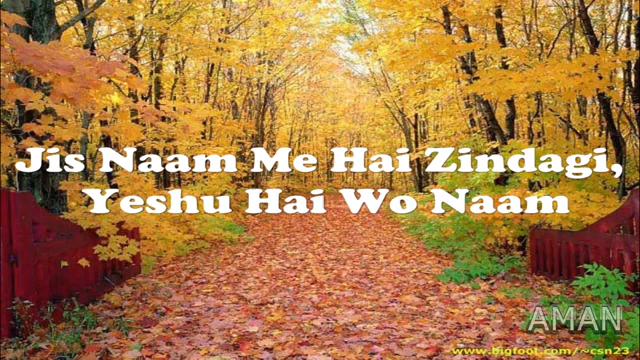 Jis Naam Me Hai Zindagi,
Yeshu Hai Wo Naam
AMAN
www.bigfoot.com/~csn23